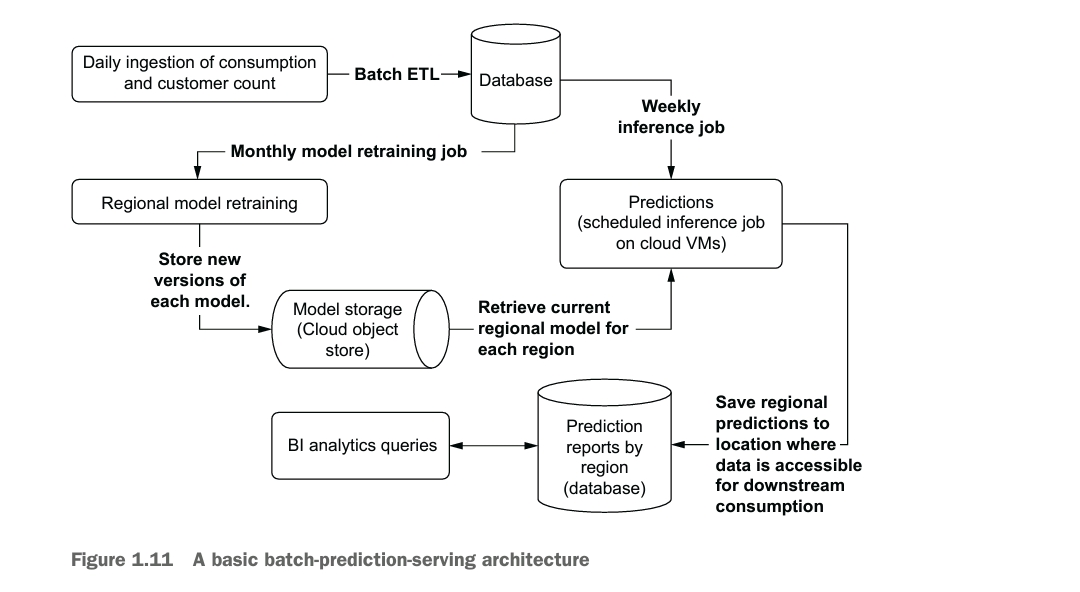 Daily ingestion of consumption
and customer count
Batch ETL
Database
Weekly
inference job
Monthly model retraining job
Regional model retraining
Predictions
(scheduled inference job
on cloud VMs)
Store new
versions of
each model.
Model storage
(Cloud object
store)
Retrieve current
regional model for
each region
BI analytics queries
Prediction
reports by
region
(database)
Save regional
predictions to
location where
data is accessible
for downstream
consumption
Figure 1.11 A basic batch-prediction-serving architecture